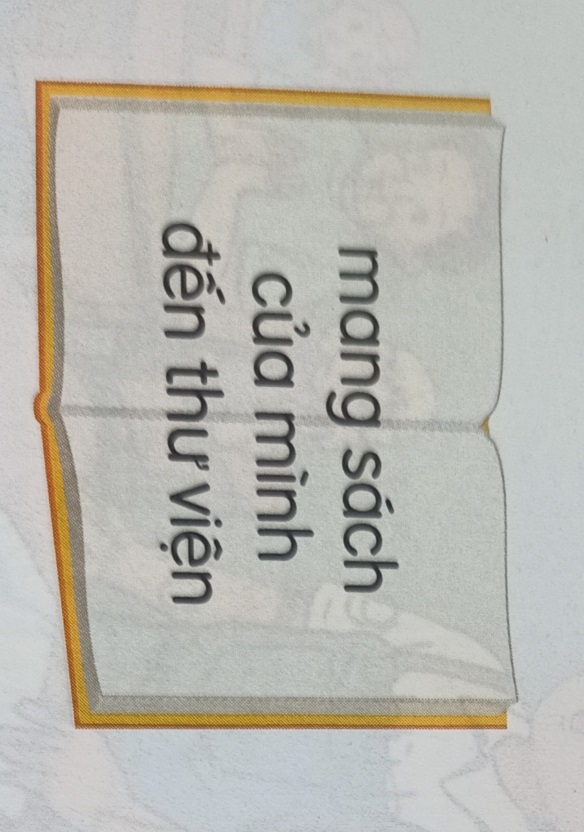 mang sách
của mình
đến thư viện